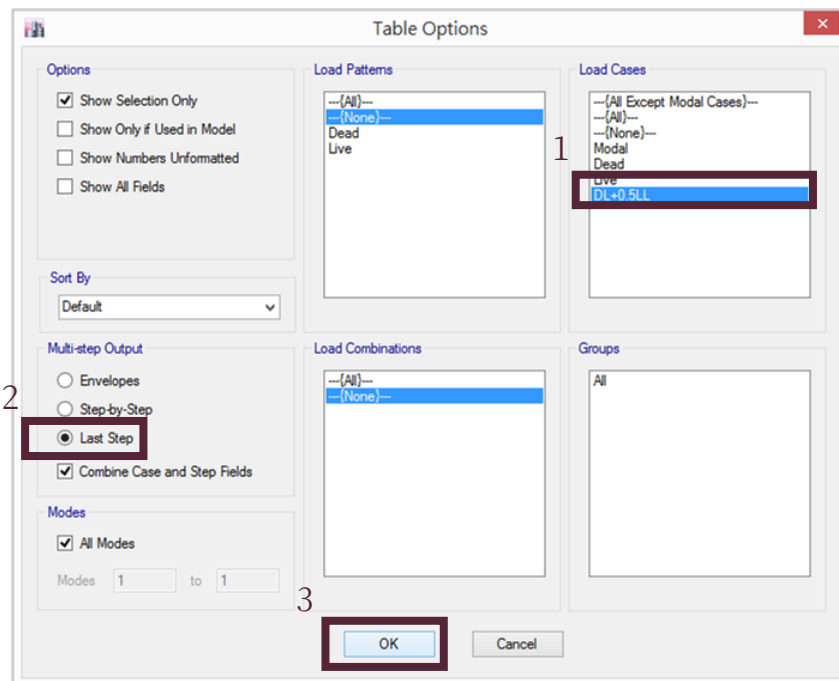 Table Options
Options
Show Selection Only
Show Only if Used in Model
Show Numbers Unformatted
Show All Fields
Sort By
Default
Multi-step Output
2
Envelopes
Step-by-Step
Last Step
Combine Case and Step Fields
Modes
All Modes
Modes 1 to 1
Load Patterns
---{All}---
---{None}---
Dead
Live
Load Combinations
---{All}---
---{None}---
Load Cases
1
---{All Except Modal Cases}---
---{All}---
---{None}---
Modal
Dead
Live
DL+0.5LL
Groups
All
3
OK
Cancel